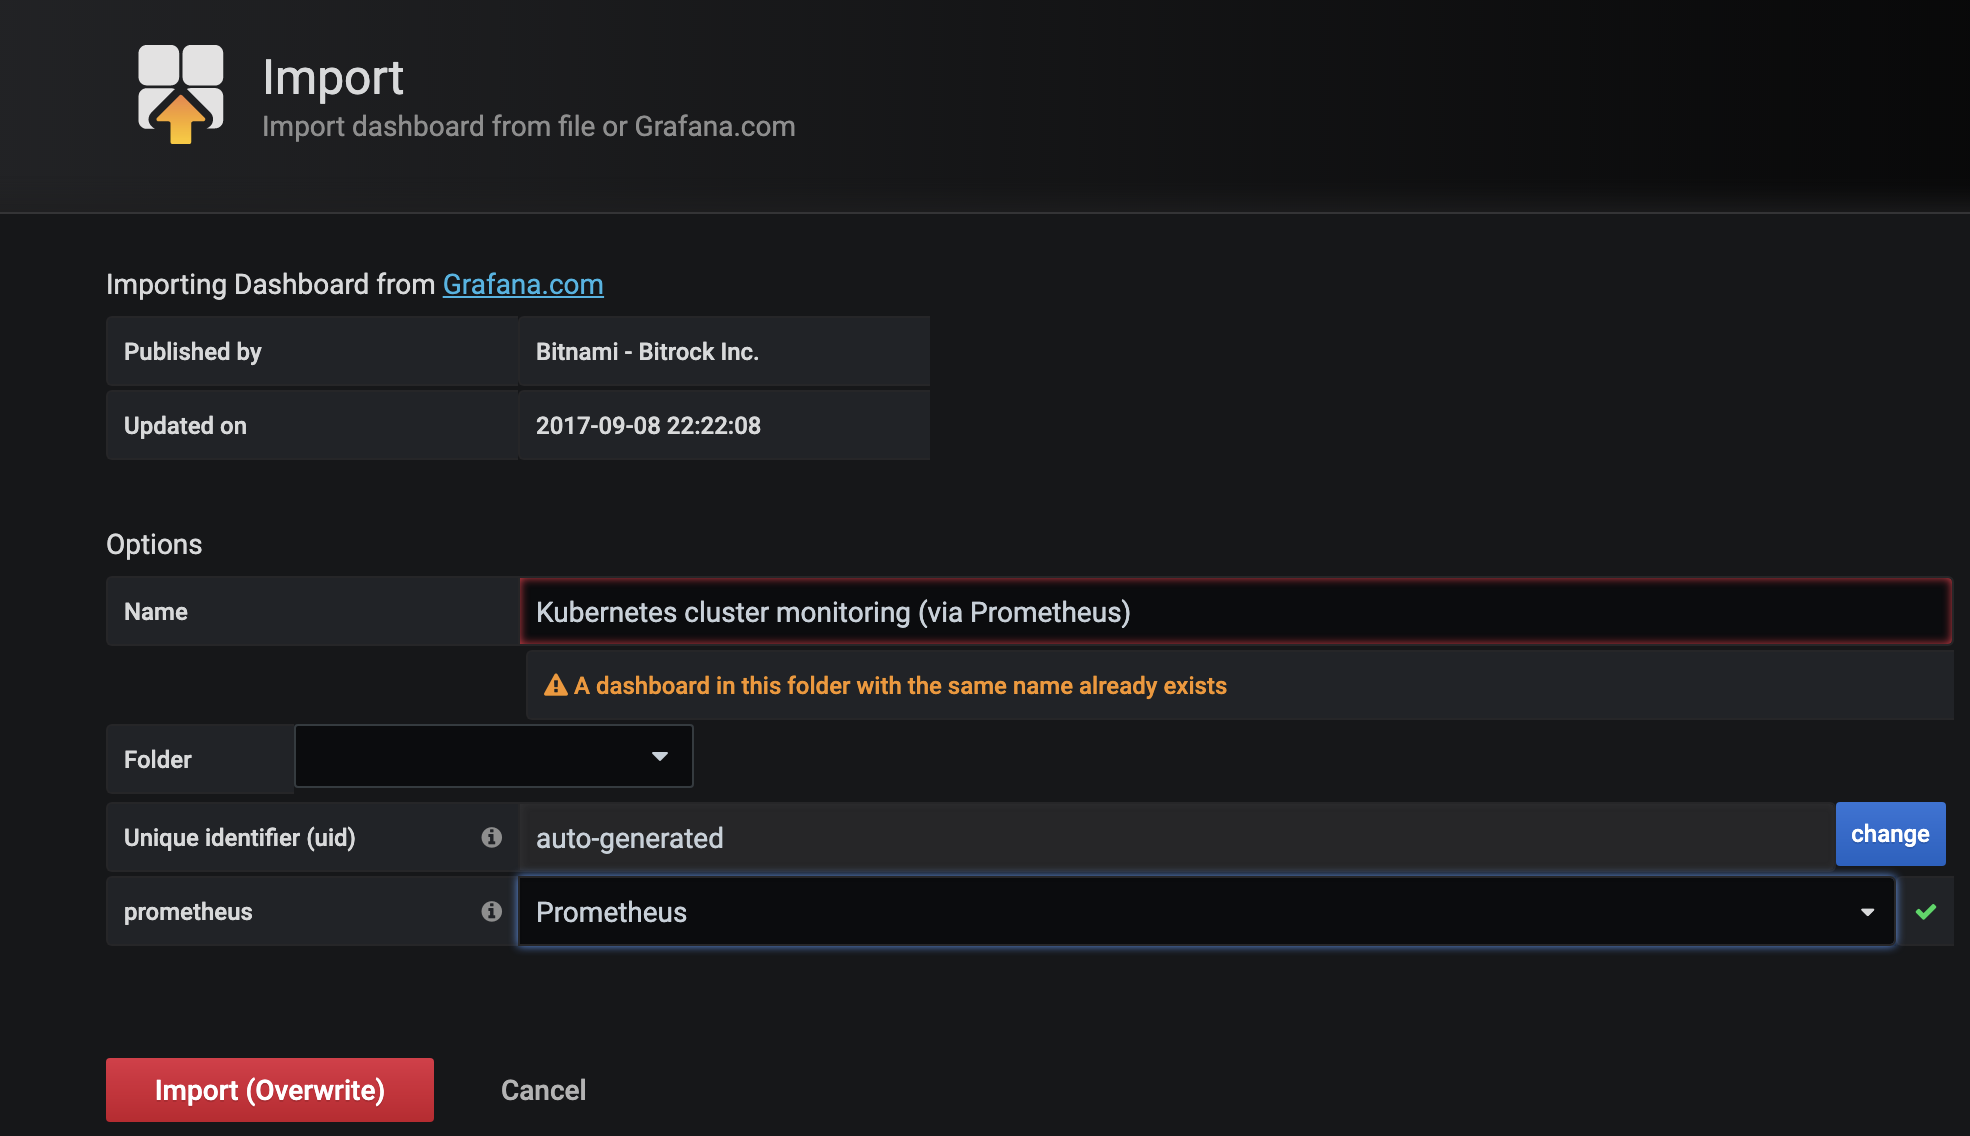 Import
Import dashboard from file or Grafana.com
Importing Dashboard from Grafana.com
Published by Bitnami - Bitrock Inc.
Updated on 2017-09-08 22:22:08
Options
Name Kubernetes cluster monitoring (via Prometheus)
A dashboard in this folder with the same name already exists
Folder
Unique identifier (uid) auto-generated change
prometheus Prometheus
Import (Overwrite) Cancel